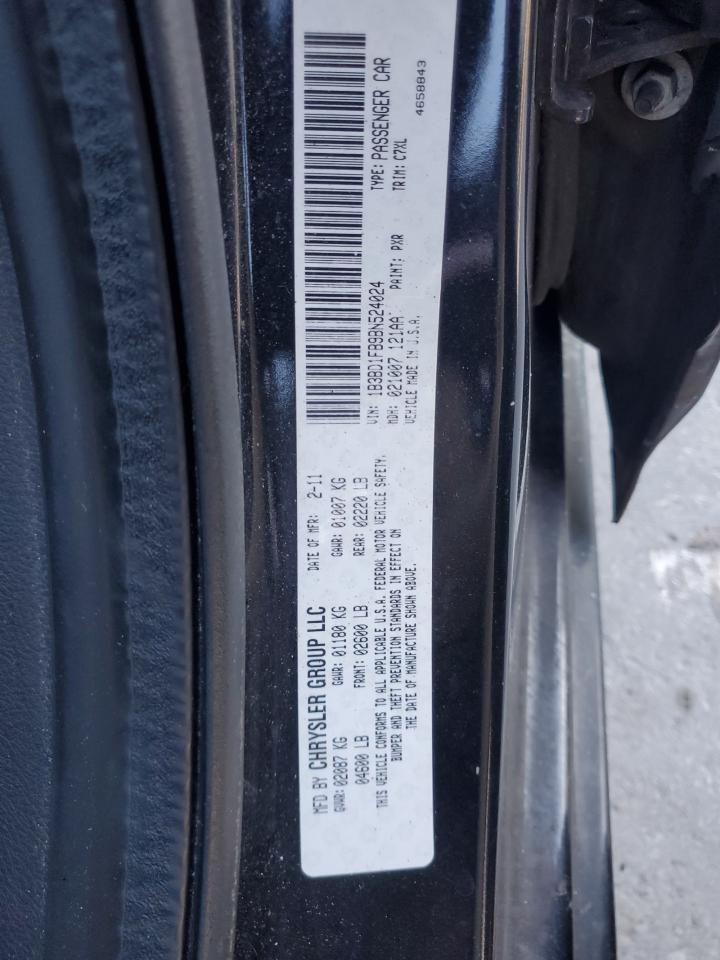 MFD BY CHRYSLER GROUP LLC DATE OF MFR: 2-11
GVWR: 02087 KG GAWR: 01180 KG GAWR: 01007 KG
04600 LB FRONT: 02600 LB REAR: 02220 LB
THIS VEHICLE CONFORMS TO ALL APPLICABLE U.S.A. FEDERAL MOTOR VEHICLE SAFETY,
BUMPER AND THEFT PREVENTION STANDARDS IN EFFECT ON
THE DATE OF MANUFACTURE SHOWN ABOVE.
VIN: 1B3BD1FB9BN524024 TYPE: PASSENGER CAR
MDH: 021007 121AA PAINT: PXR TRIM: C7XL
VEHICLE MADE IN U.S.A. 4658843